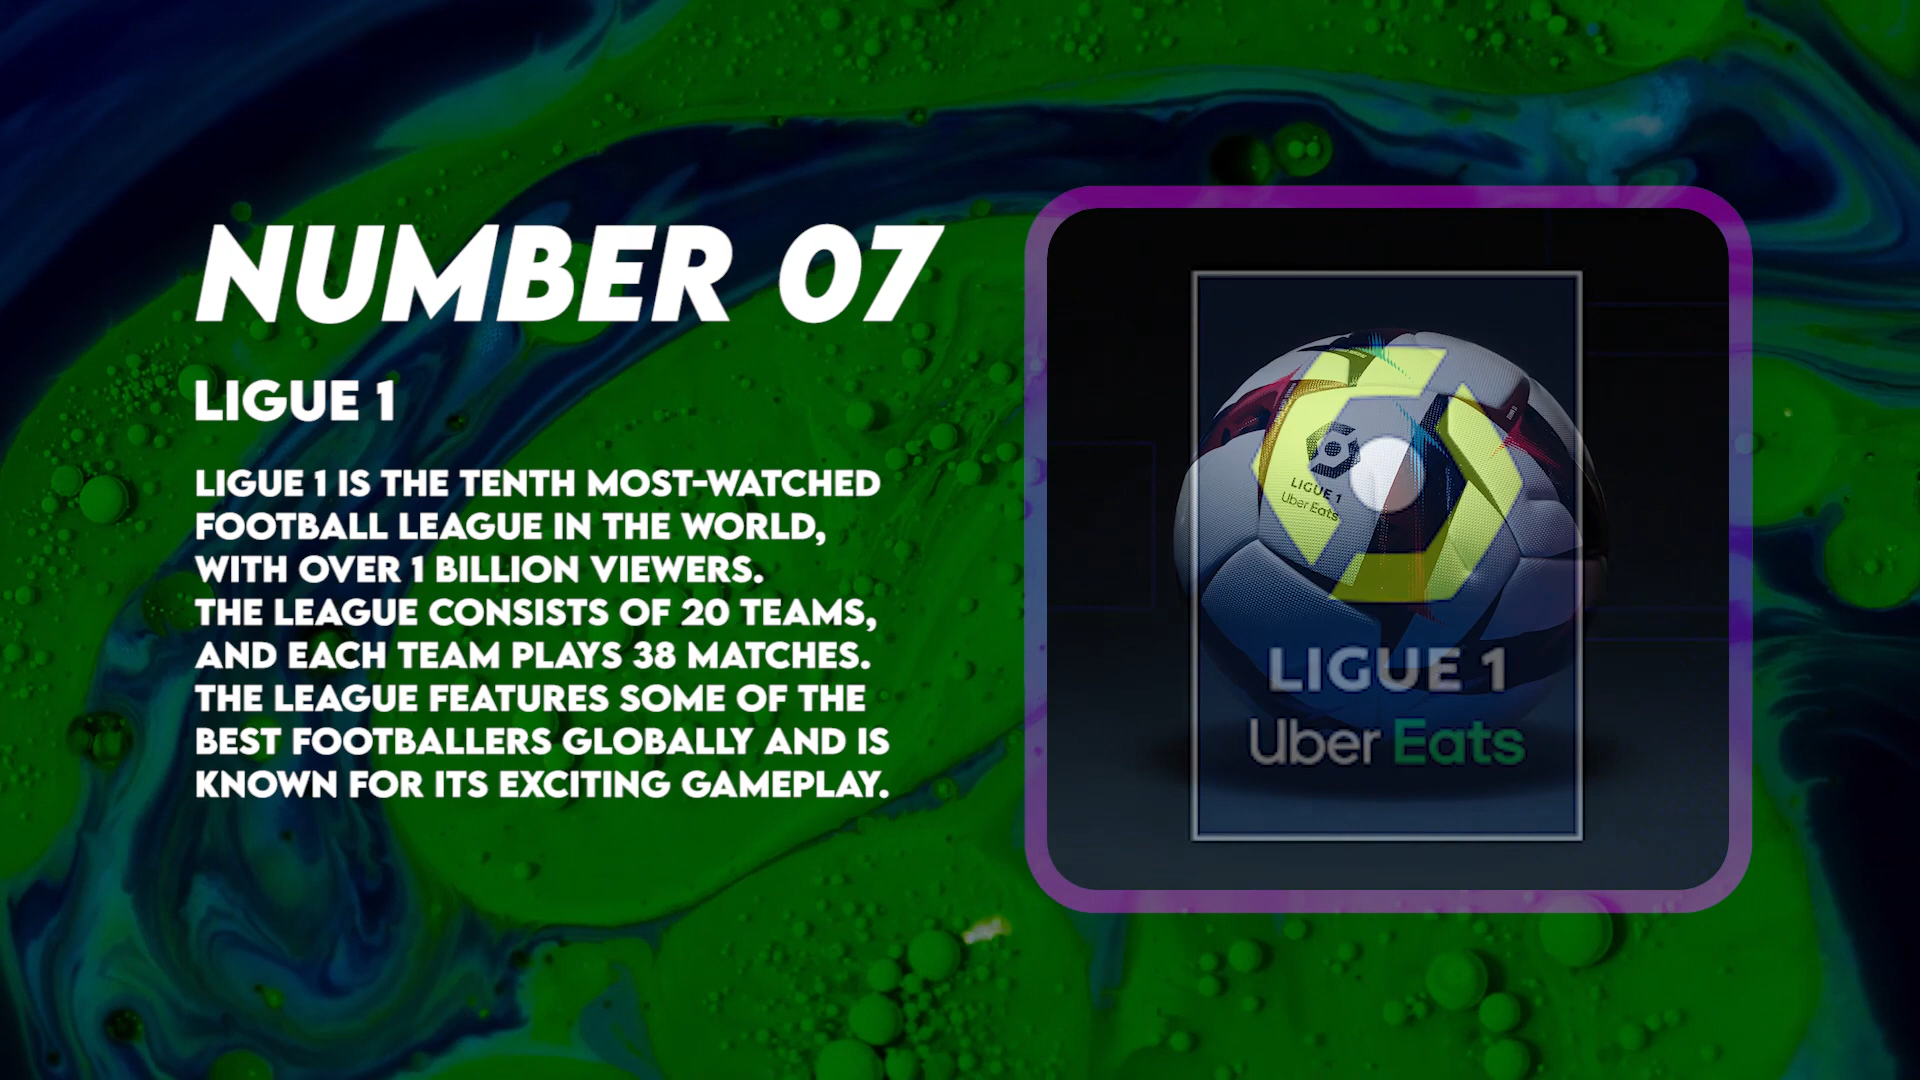 NUMBER 07
LIGUE 1
LIGUE 1 IS THE TENTH MOST-WATCHED
FOOTBALL LEAGUE IN THE WORLD,
WITH OVER 1 BILLION VIEWERS.
THE LEAGUE CONSISTS OF 20 TEAMS,
AND EACH TEAM PLAYS 38 MATCHES.
THE LEAGUE FEATURES SOME OF THE
BEST FOOTBALLERS GLOBALLY AND IS
KNOWN FOR ITS EXCITING GAMEPLAY.
LIGUE 1
Uber Eats
LIGUE 1
Uber Eats